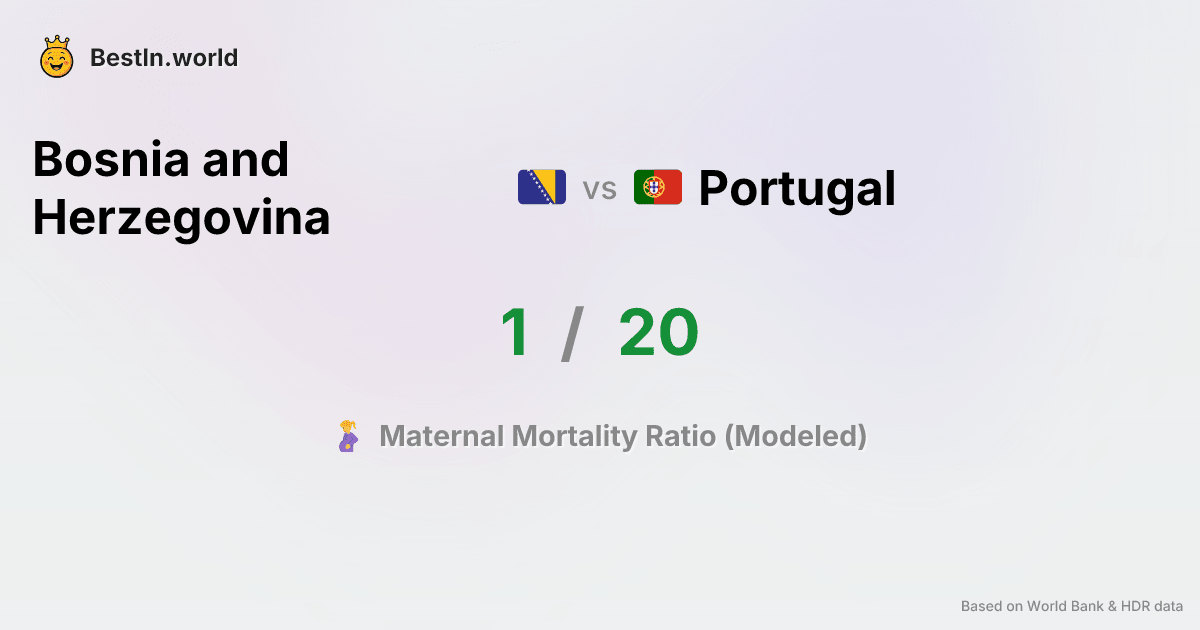 BestIn.world
Bosnia and
Herzegovina
vs
Portugal
1 / 20
Maternal Mortality Ratio (Modeled)
Based on World Bank & HDR data